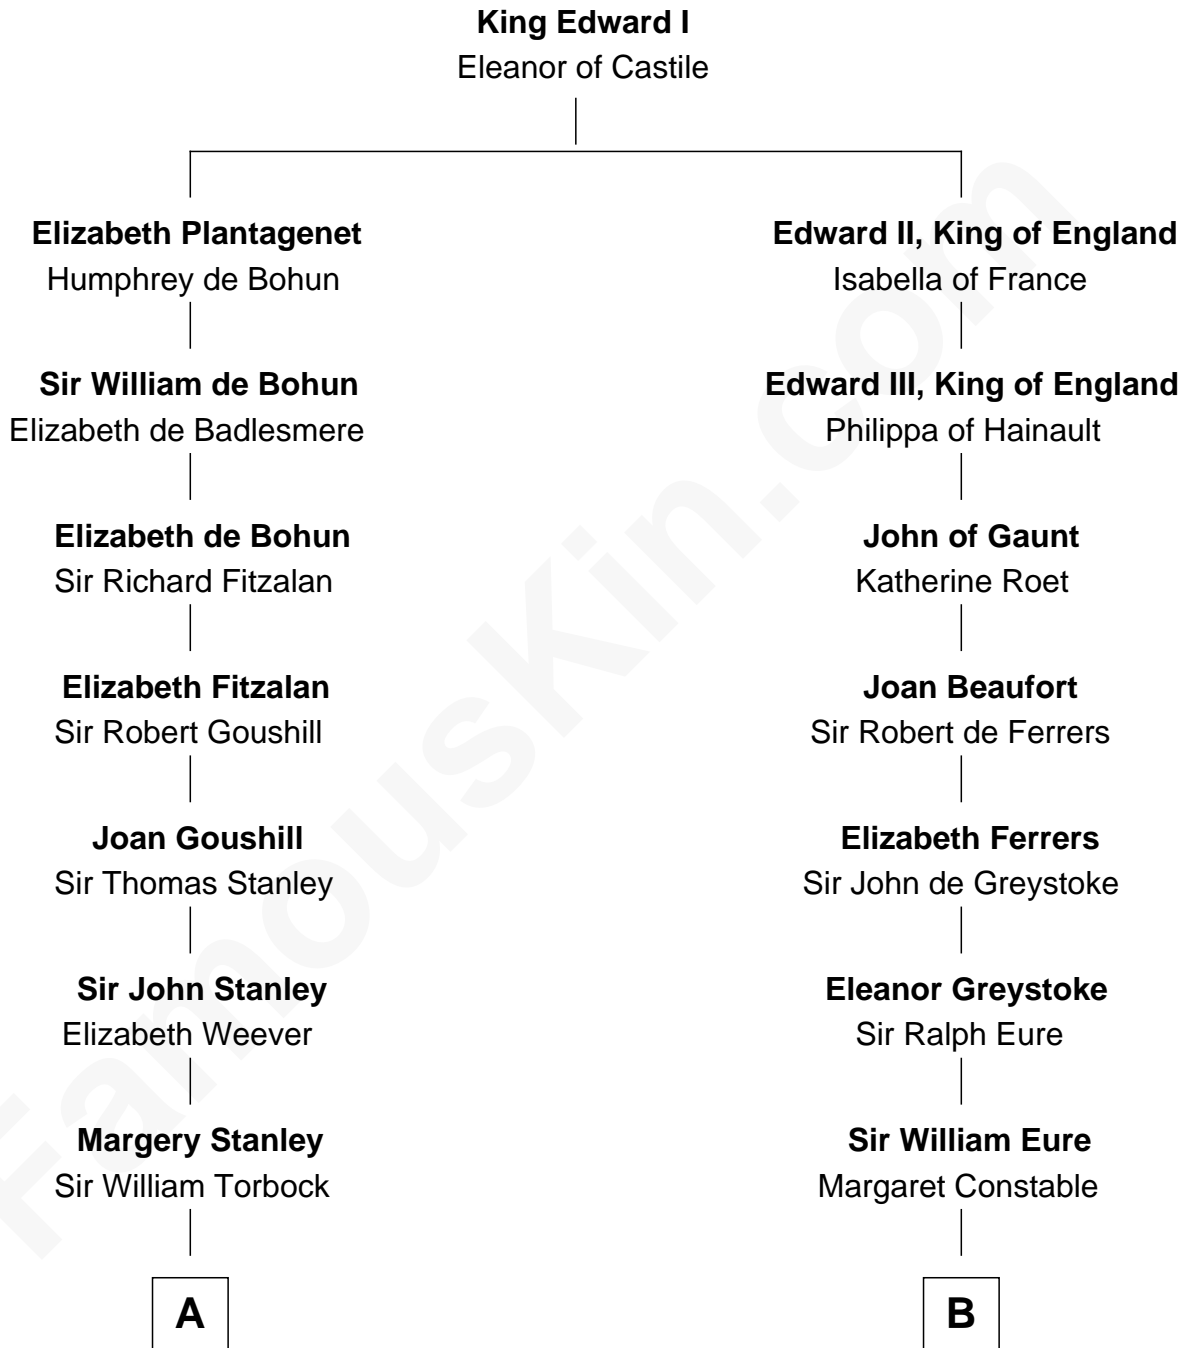 King Edward I
Eleanor of Castile
Elizabeth Plantagenet
Humphrey de Bohun
Sir William de Bohun
Elizabeth de Badlesmere
Elizabeth de Bohun
Sir Richard Fitzalan
Elizabeth Fitzalan
Sir Robert Goushill
Joan Goushill
Sir Thomas Stanley
Sir John Stanley
Elizabeth Weever
Margery Stanley
Sir William Torbock
A
Edward II, King of England
Isabella of France
Edward III, King of England
Philippa of Hainault
John of Gaunt
Katherine Roet
Joan Beaufort
Sir Robert de Ferrers
Elizabeth Ferrers
Sir John de Greystoke
Eleanor Greystoke
Sir Ralph Eure
Sir William Eure
Margaret Constable
B
FamousKin.com